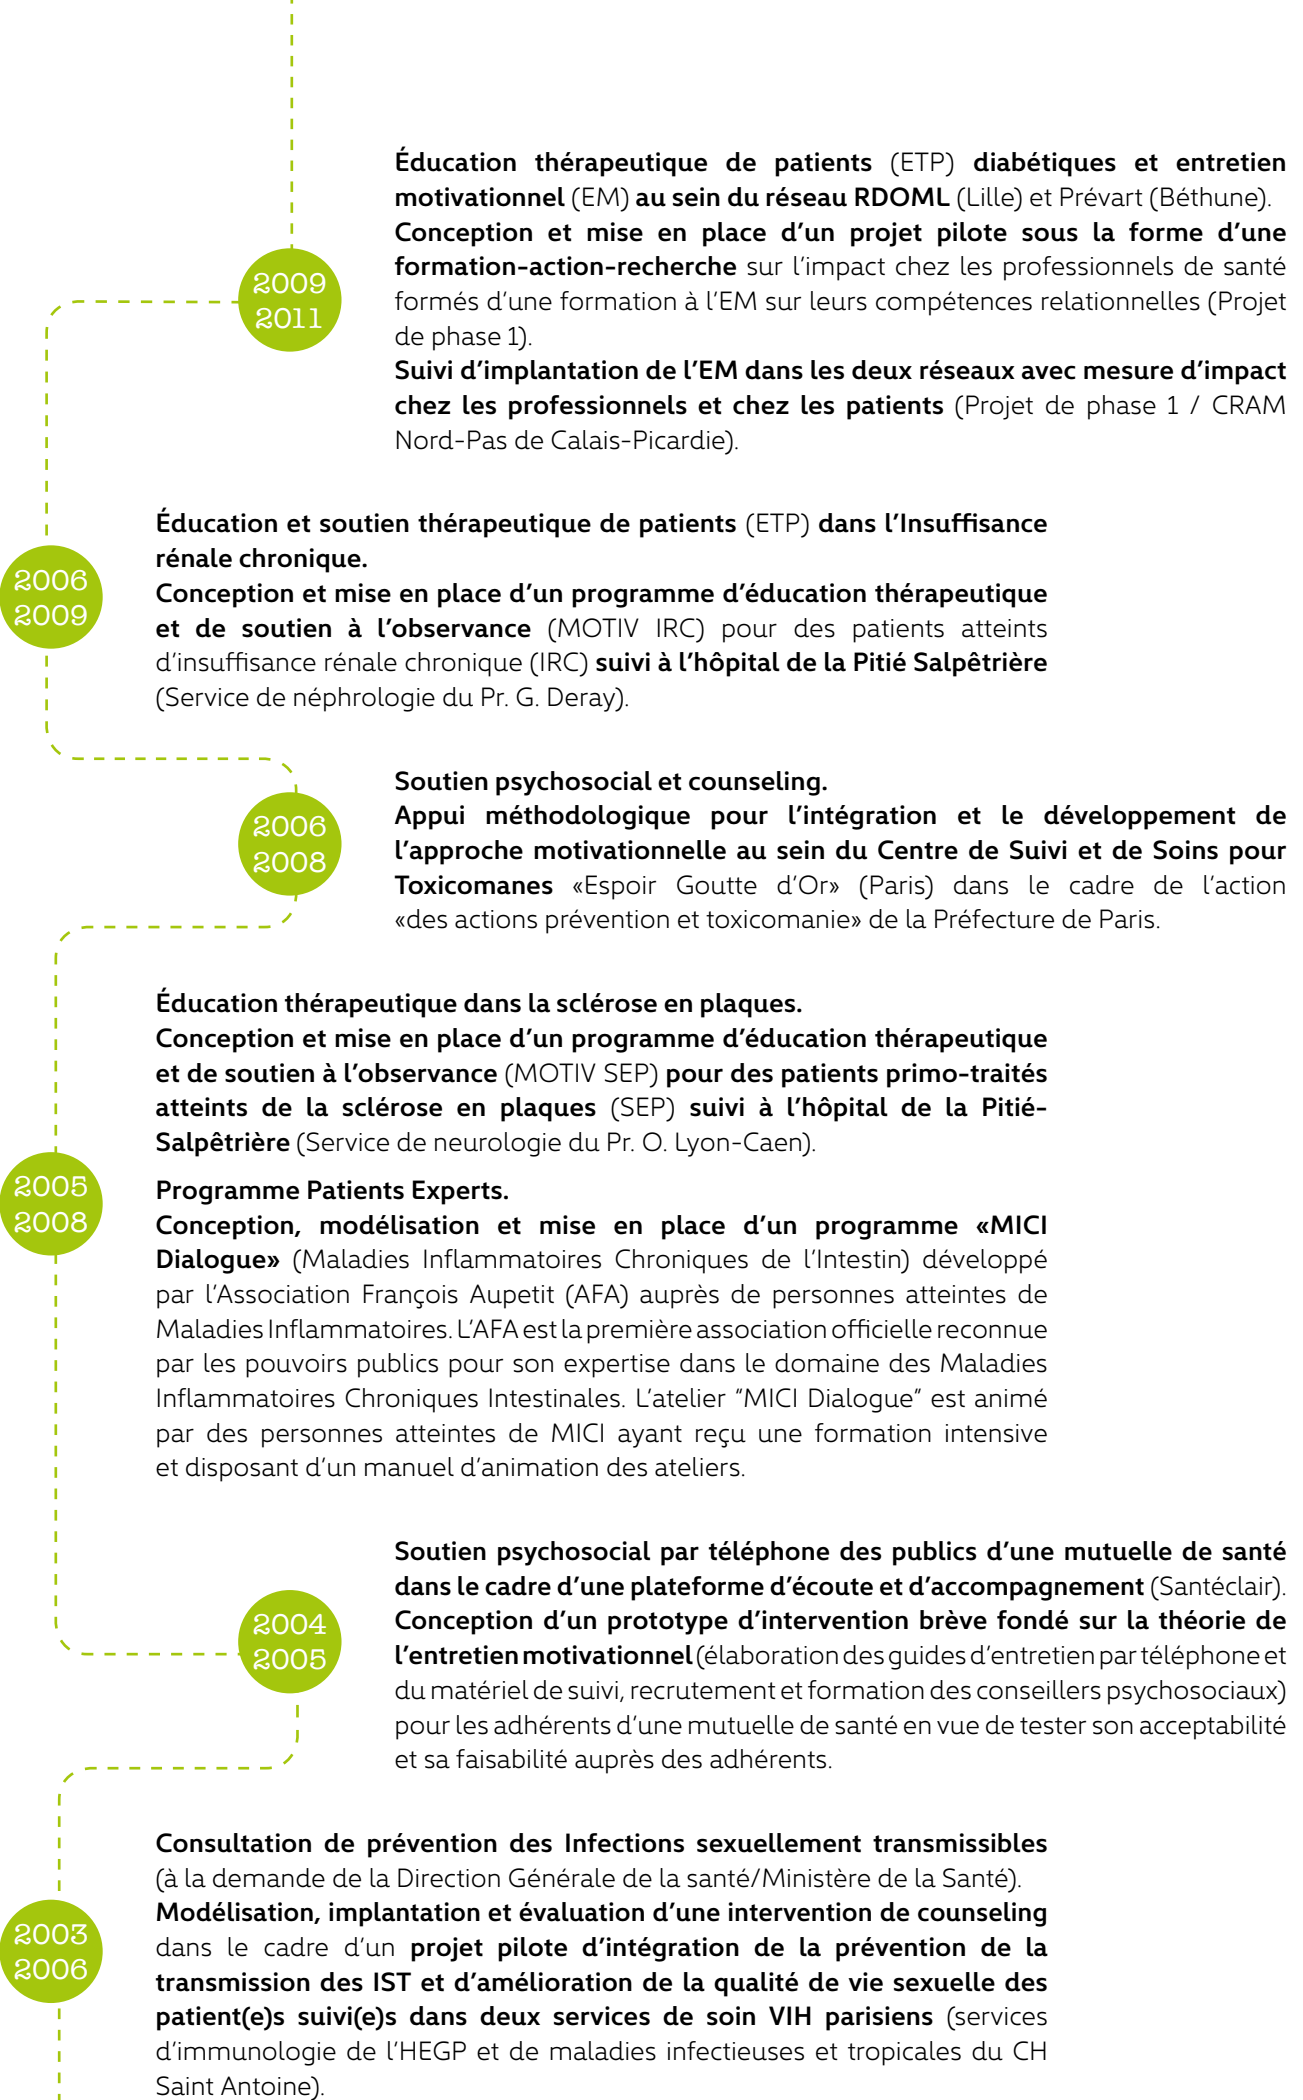 2009
2011
Éducation thérapeutique de patients (ETP) diabétiques et entretien
motivationnel (EM) au sein du réseau RDOML (Lille) et Prévart (Béthune).
Conception et mise en place d’un projet pilote sous la forme d’une
formation-action-recherche sur l’impact chez les professionnels de santé
formés d’une formation à l’EM sur leurs compétences relationnelles (Projet
de phase 1).
Suivi d’implantation de l’EM dans les deux réseaux avec mesure d’impact
chez les professionnels et chez les patients (Projet de phase 1 / CRAM
Nord-Pas de Calais-Picardie).
2006
2009
Éducation et soutien thérapeutique de patients (ETP) dans l’Insuffisance
rénale chronique.
Conception et mise en place d’un programme d’éducation thérapeutique
et de soutien à l’observance (MOTIV IRC) pour des patients atteints
d’insuffisance rénale chronique (IRC) suivi à l’hôpital de la Pitié Salpêtrière
(Service de néphrologie du Pr. G. Deray).
2006
2008
Soutien psychosocial et counseling.
Appui méthodologique pour l’intégration et le développement de
l’approche motivationnelle au sein du Centre de Suivi et de Soins pour
Toxicomanes «Espoir Goutte d’Or» (Paris) dans le cadre de l’action
«des actions prévention et toxicomanie» de la Préfecture de Paris.
2005
2008
Éducation thérapeutique dans la sclérose en plaques.
Conception et mise en place d’un programme d’éducation thérapeutique
et de soutien à l’observance (MOTIV SEP) pour des patients primo-traités
atteints de la sclérose en plaques (SEP) suivi à l’hôpital de la Pitié-
Salpêtrière (Service de neurologie du Pr. O. Lyon-Caen).
Programme Patients Experts.
Conception, modélisation et mise en place d’un programme «MICI
Dialogue» (Maladies Inflammatoires Chroniques de l’Intestin) développé
par l’Association François Aupetit (AFA) auprès de personnes atteintes de
Maladies Inflammatoires. L’AFA est la première association officielle reconnue
par les pouvoirs publics pour son expertise dans le domaine des Maladies
Inflammatoires Chroniques Intestinales. L’atelier “MICI Dialogue” est animé
par des personnes atteintes de MICI ayant reçu une formation intensive
et disposant d’un manuel d’animation des ateliers.
2004
2005
Soutien psychosocial par téléphone des publics d’une mutuelle de santé
dans le cadre d’une plateforme d’écoute et d’accompagnement (Santéclair).
Conception d’un prototype d’intervention brève fondé sur la théorie de
l’entretien motivationnel (élaboration des guides d’entretien par téléphone et
du matériel de suivi, recrutement et formation des conseillers psychosociaux)
pour les adhérents d’une mutuelle de santé en vue de tester son acceptabilité
et sa faisabilité auprès des adhérents.
2003
2006
Consultation de prévention des Infections sexuellement transmissibles
(à la demande de la Direction Générale de la santé/Ministère de la Santé).
Modélisation, implantation et évaluation d’une intervention de counseling
dans le cadre d’un projet pilote d’intégration de la prévention de la
transmission des IST et d’amélioration de la qualité de vie sexuelle des
patient(e)s suivi(e)s dans deux services de soin VIH parisiens (services
d’immunologie de l’HEGP et de maladies infectieuses et tropicales du CH
Saint Antoine).